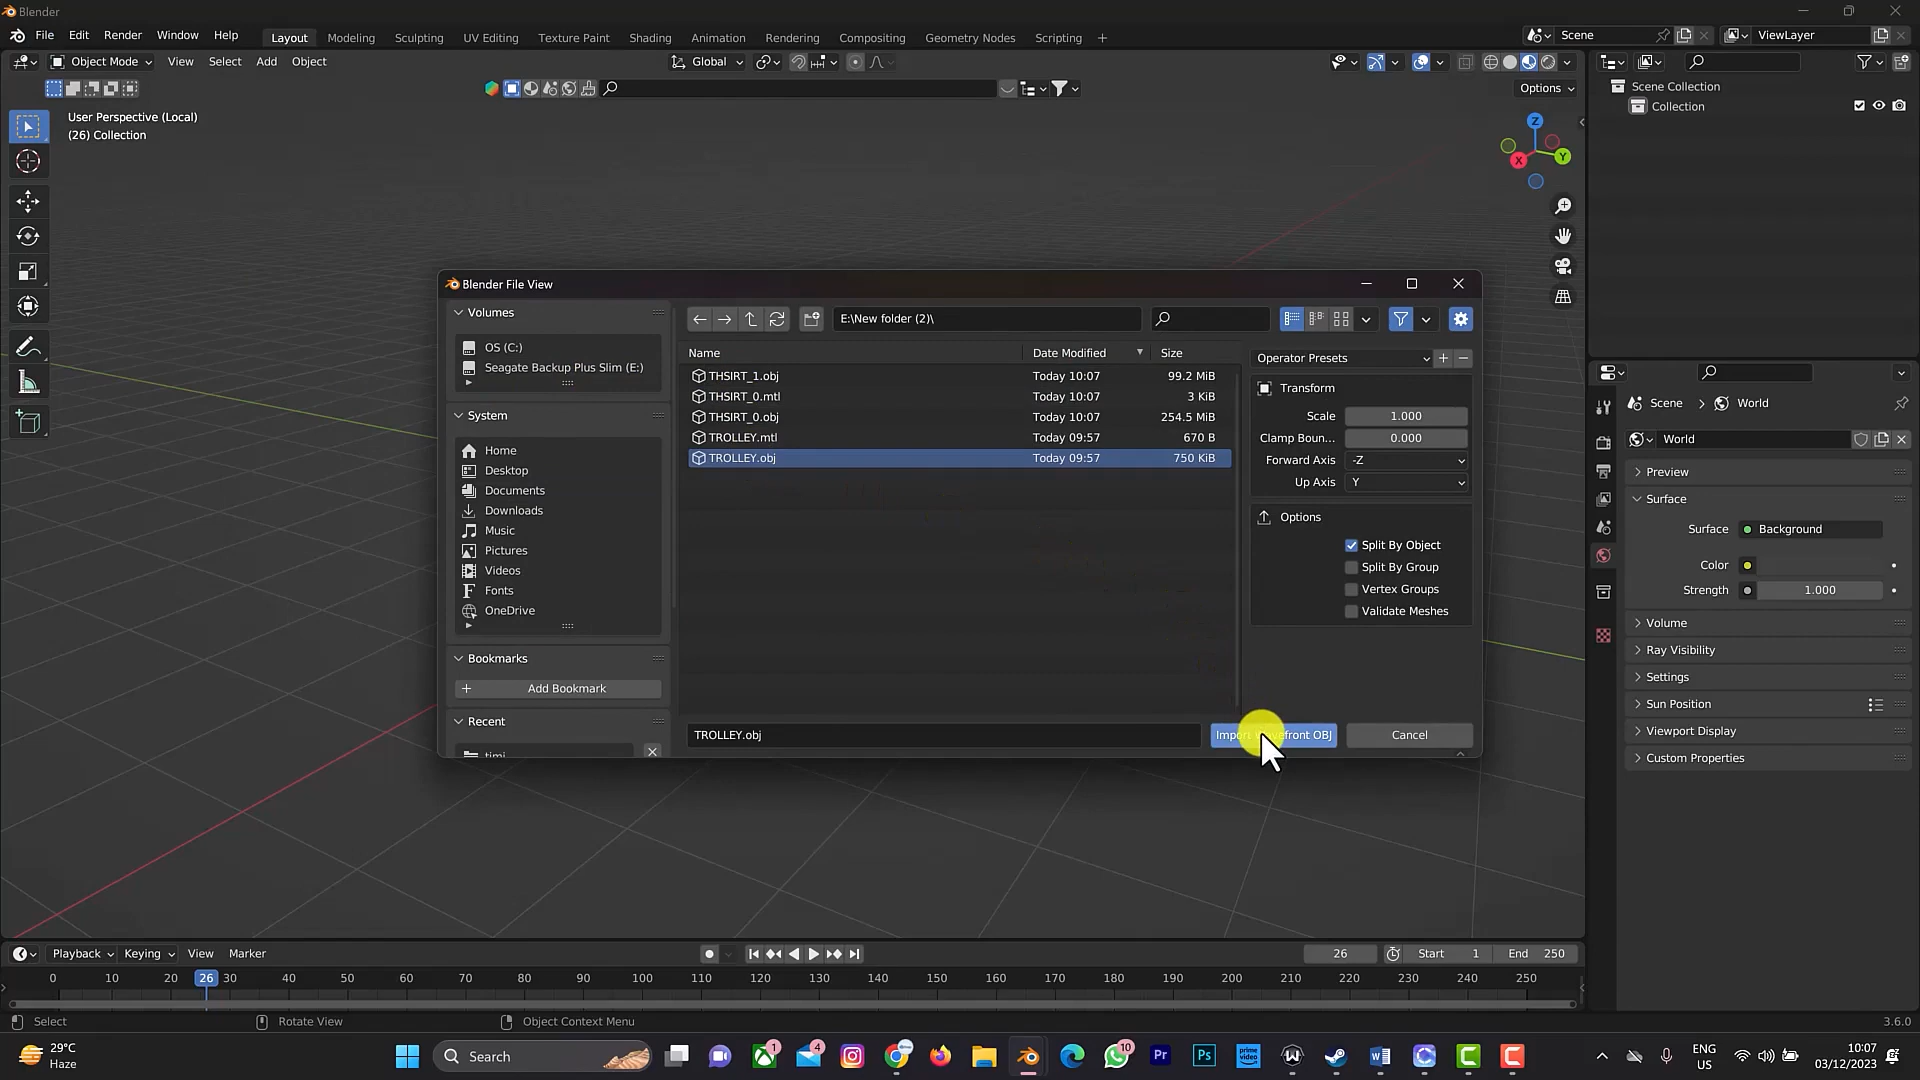 Blender
File Edit Render Window Help Layout Modeling Sculpting UV Editing Texture Paint Shading Animation Rendering Compositing Geometry Nodes Scripting + Scene ViewLayer
Object Mode View Select Add Object Global
Options
User Perspective (Local)
(26) Collection
Z
X Y
Scene Collection
Collection
Blender File View
Volumes
OS (C:)
Seagate Backup Plus Slim (E:)
System
Home
Desktop
Documents
Downloads
Music
Pictures
Videos
Fonts
OneDrive
Bookmarks
+ Add Bookmark
Recent
E:\New folder (2)\
Name Date Modified Size
THSIRT_1.obj Today 10:07 99.2 MiB
THSIRT_0.mtl Today 10:07 3 KiB
THSIRT_0.obj Today 10:07 254.5 MiB
TROLLEY.mtl Today 09:57 670 B
TROLLEY.obj Today 09:57 750 KiB
Operator Presets + −
Transform
Scale 1.000
Clamp Boun... 0.000
Forward Axis -Z
Up Axis Y
Options
Split By Object
Split By Group
Vertex Groups
Validate Meshes
TROLLEY.obj Import Wavefront OBJ Cancel
Scene > World
World
Preview
Surface
Surface Background
Color
Strength 1.000
Volume
Ray Visibility
Settings
Sun Position
Viewport Display
Custom Properties
Playback Keying View Marker 26 Start 1 End 250
0 10 20 26 30 40 50 60 70 80 90 100 110 120 130 140 150 160 170 180 190 200 210 220 230 240 250
Select Rotate View Object Context Menu 3.6.0
29°C
Haze
Search
1 4 10
Pr Ps prime video
ENG
US
10:07
03/12/2023